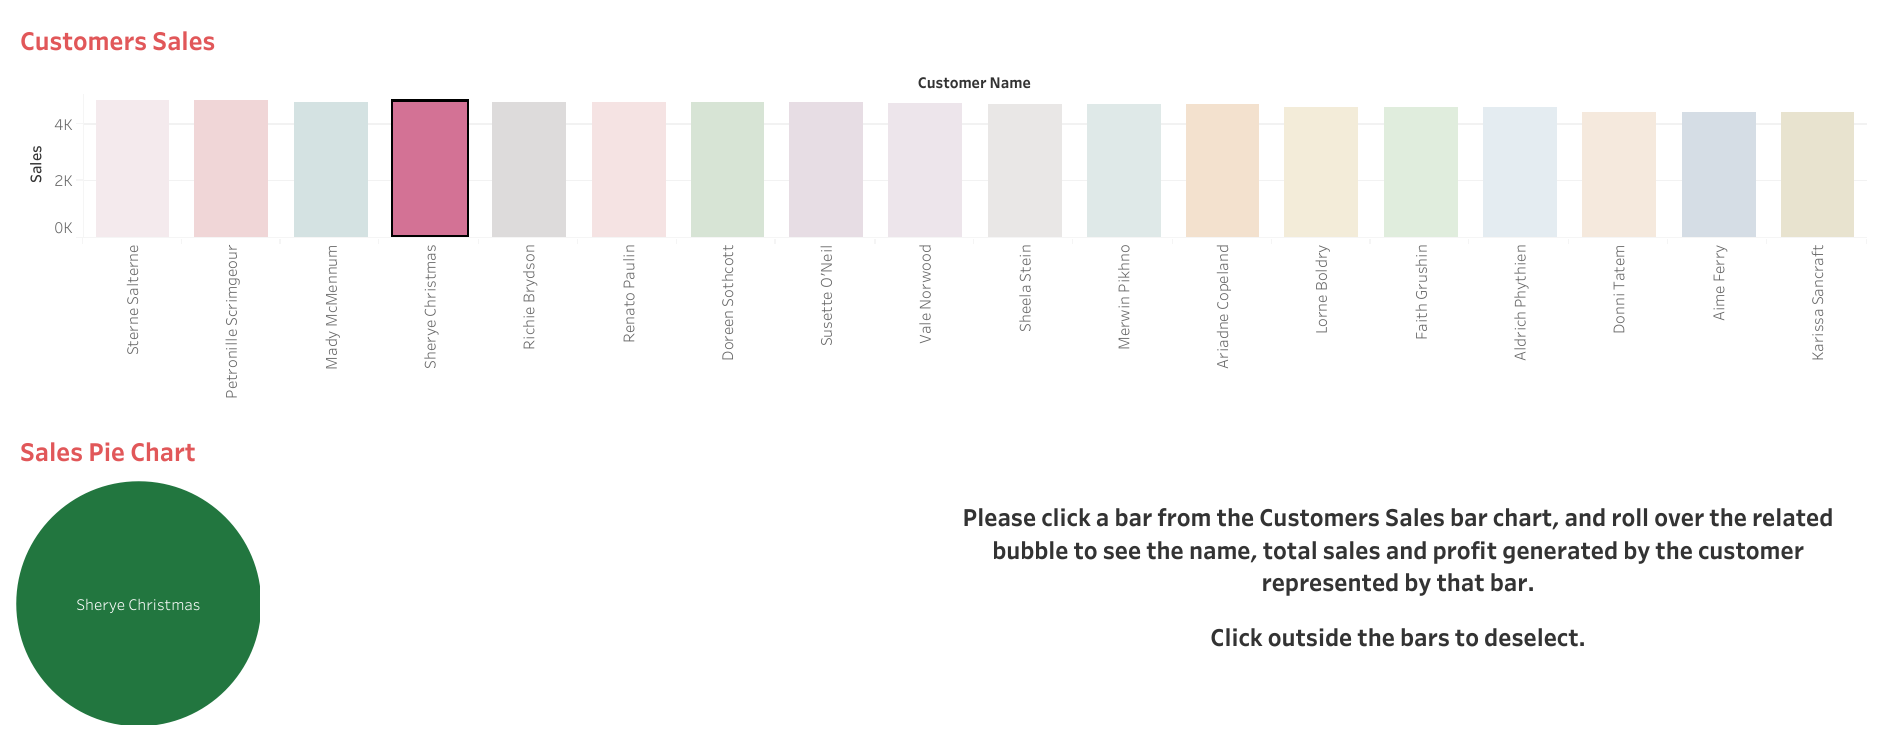 Customers Sales
Customer Name
Sales
4K
2K
0K
Sterne Salterne
Petronille Scrimgeour
Mady McMennum
Sherye Christmas
Richie Brydson
Renato Paulin
Doreen Sothcott
Susette O'Neil
Vale Norwood
Sheela Stein
Merwin Pikhno
Ariadne Copeland
Lorne Boldry
Faith Grushin
Aldrich Phythien
Donni Tatem
Aime Ferry
Karissa Sancraft
Sales Pie Chart
Sherye Christmas
Please click a bar from the Customers Sales bar chart, and roll over the related
bubble to see the name, total sales and profit generated by the customer
represented by that bar.
Click outside the bars to deselect.